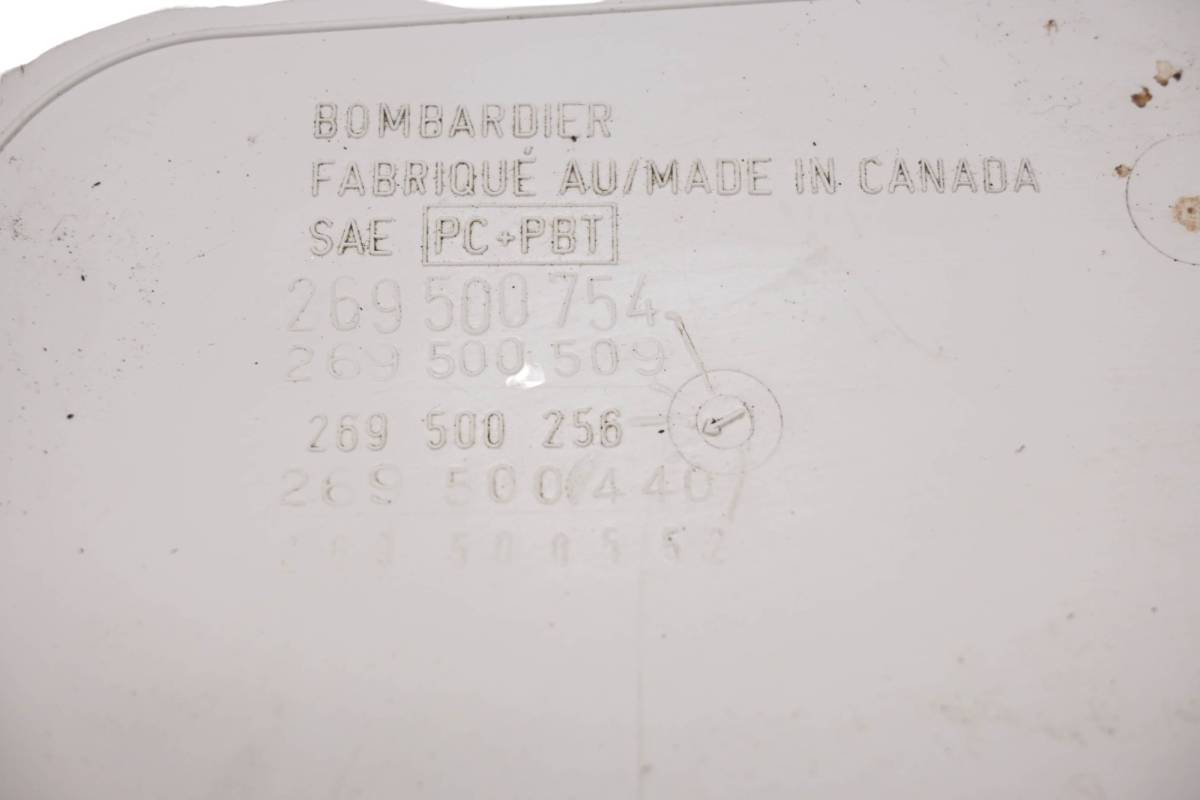 BOMBARDIER
FABRIQUÉ AU/MADE IN CANADA
SAE PC+PBT
269 500 754
269 500 509
269 500 256
269 500 440